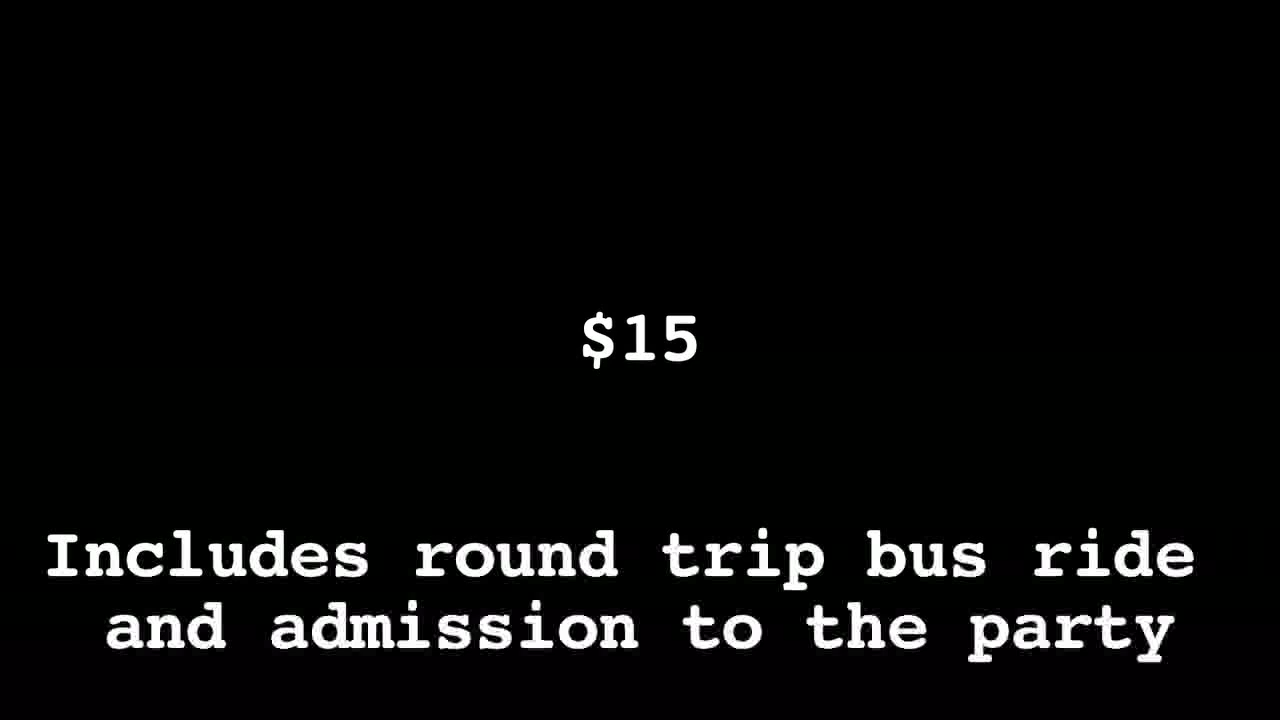 $15
Includes round trip bus ride
and admission to the party